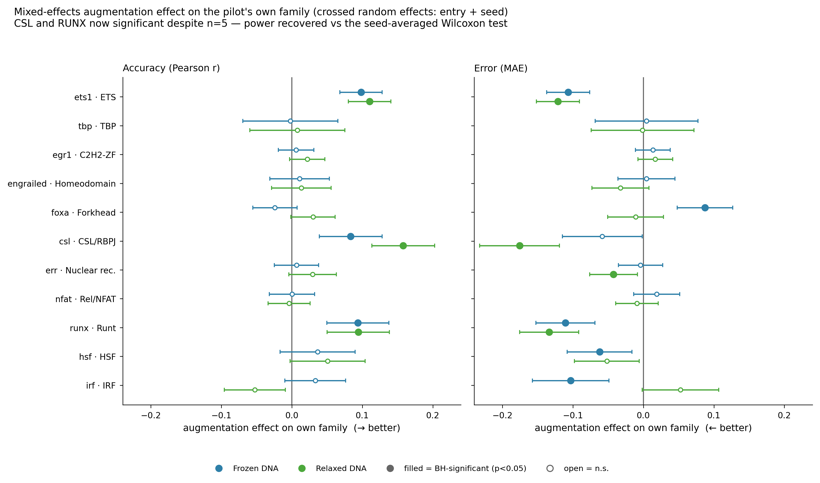 Mixed-effects augmentation effect on the pilot's own family (crossed random effects: entry + seed)
CSL and RUNX now significant despite n=5 — power recovered vs the seed-averaged Wilcoxon test
Accuracy (Pearson r)
ets1 · ETS
tbp · TBP
egr1 · C2H2-ZF
engrailed · Homeodomain
foxa · Forkhead
csl · CSL/RBPJ
err · Nuclear rec.
nfat · Rel/NFAT
runx · Runt
hsf · HSF
irf · IRF
−0.2 −0.1 0.0 0.1 0.2
augmentation effect on own family (→ better)
Error (MAE)
−0.2 −0.1 0.0 0.1 0.2
augmentation effect on own family (← better)
Frozen DNA Relaxed DNA filled = BH-significant (p<0.05) open = n.s.